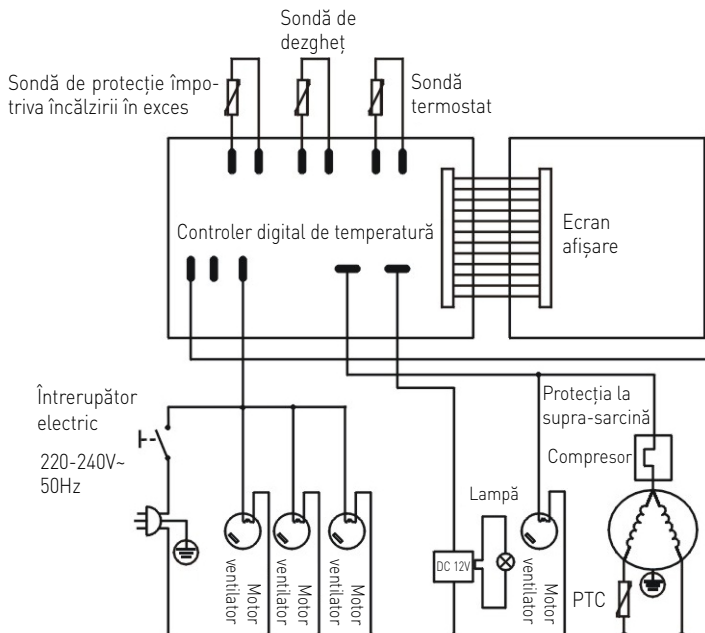 Sondă de
dezgheț
Sondă de protecție împo-
triva încălzirii în exces
Sondă
termostat
Controler digital de temperatură
Ecran
afișare
Întrerupător
electric
220-240V~
50Hz
Protecția la
supra-sarcină
Compresor
Lampă
DC 12V
PTC
Motor
ventilator
Motor
ventilator
Motor
ventilator
Motor
ventilator